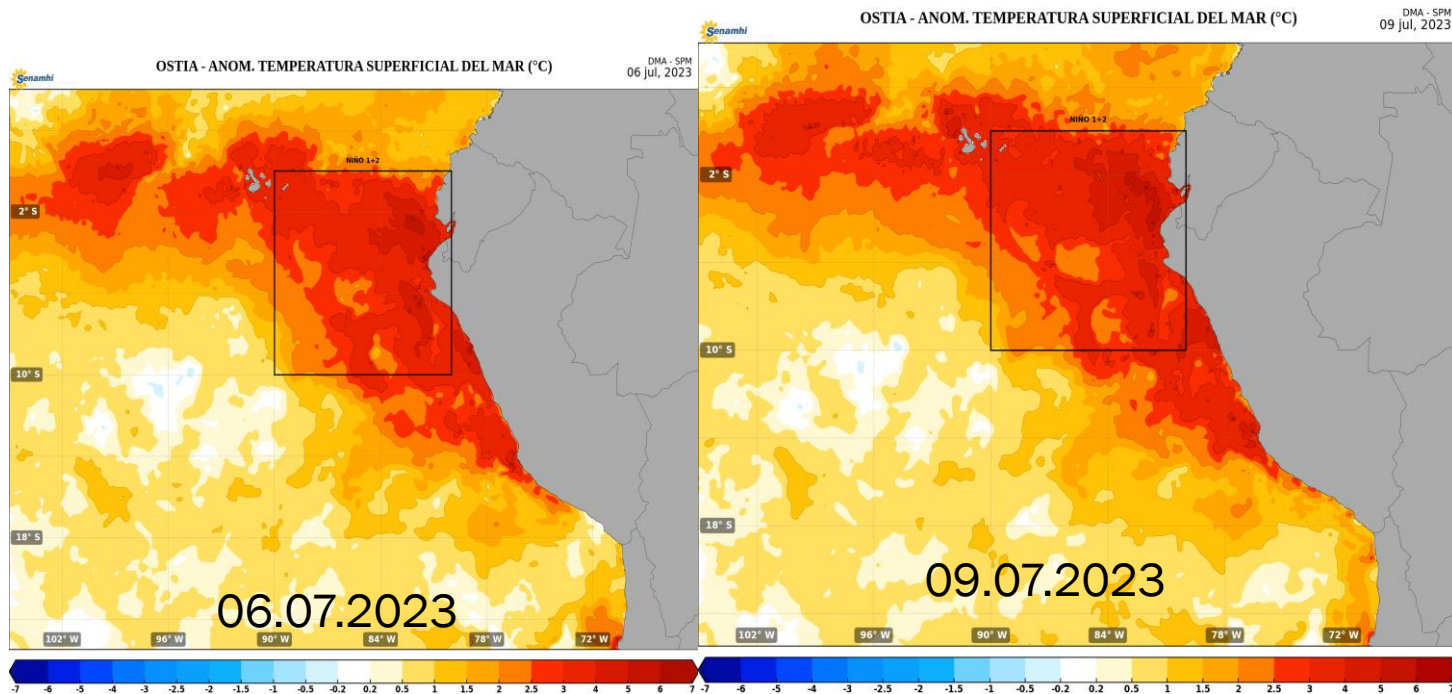 Senamhi
OSTIA - ANOM. TEMPERATURA SUPERFICIAL DEL MAR (°C)
DMA - SPM
06 jul, 2023
NIÑO 1+2
2° S
10° S
18° S
06.07.2023
102° W 96° W 90° W 84° W 78° W 72° W
-7 -6 -5 -4 -3 -2.5 -2 -1.5 -1 -0.5 -0.2 0.2 0.5 1 1.5 2 2.5 3 4 5 6 7
Senamhi
OSTIA - ANOM. TEMPERATURA SUPERFICIAL DEL MAR (°C)
DMA - SPM
09 jul, 2023
NIÑO 1+2
2° S
10° S
18° S
09.07.2023
102° W 96° W 90° W 84° W 78° W 72° W
-7 -6 -5 -4 -3 -2.5 -2 -1.5 -1 -0.5 -0.2 0.2 0.5 1 1.5 2 2.5 3 4 5 6